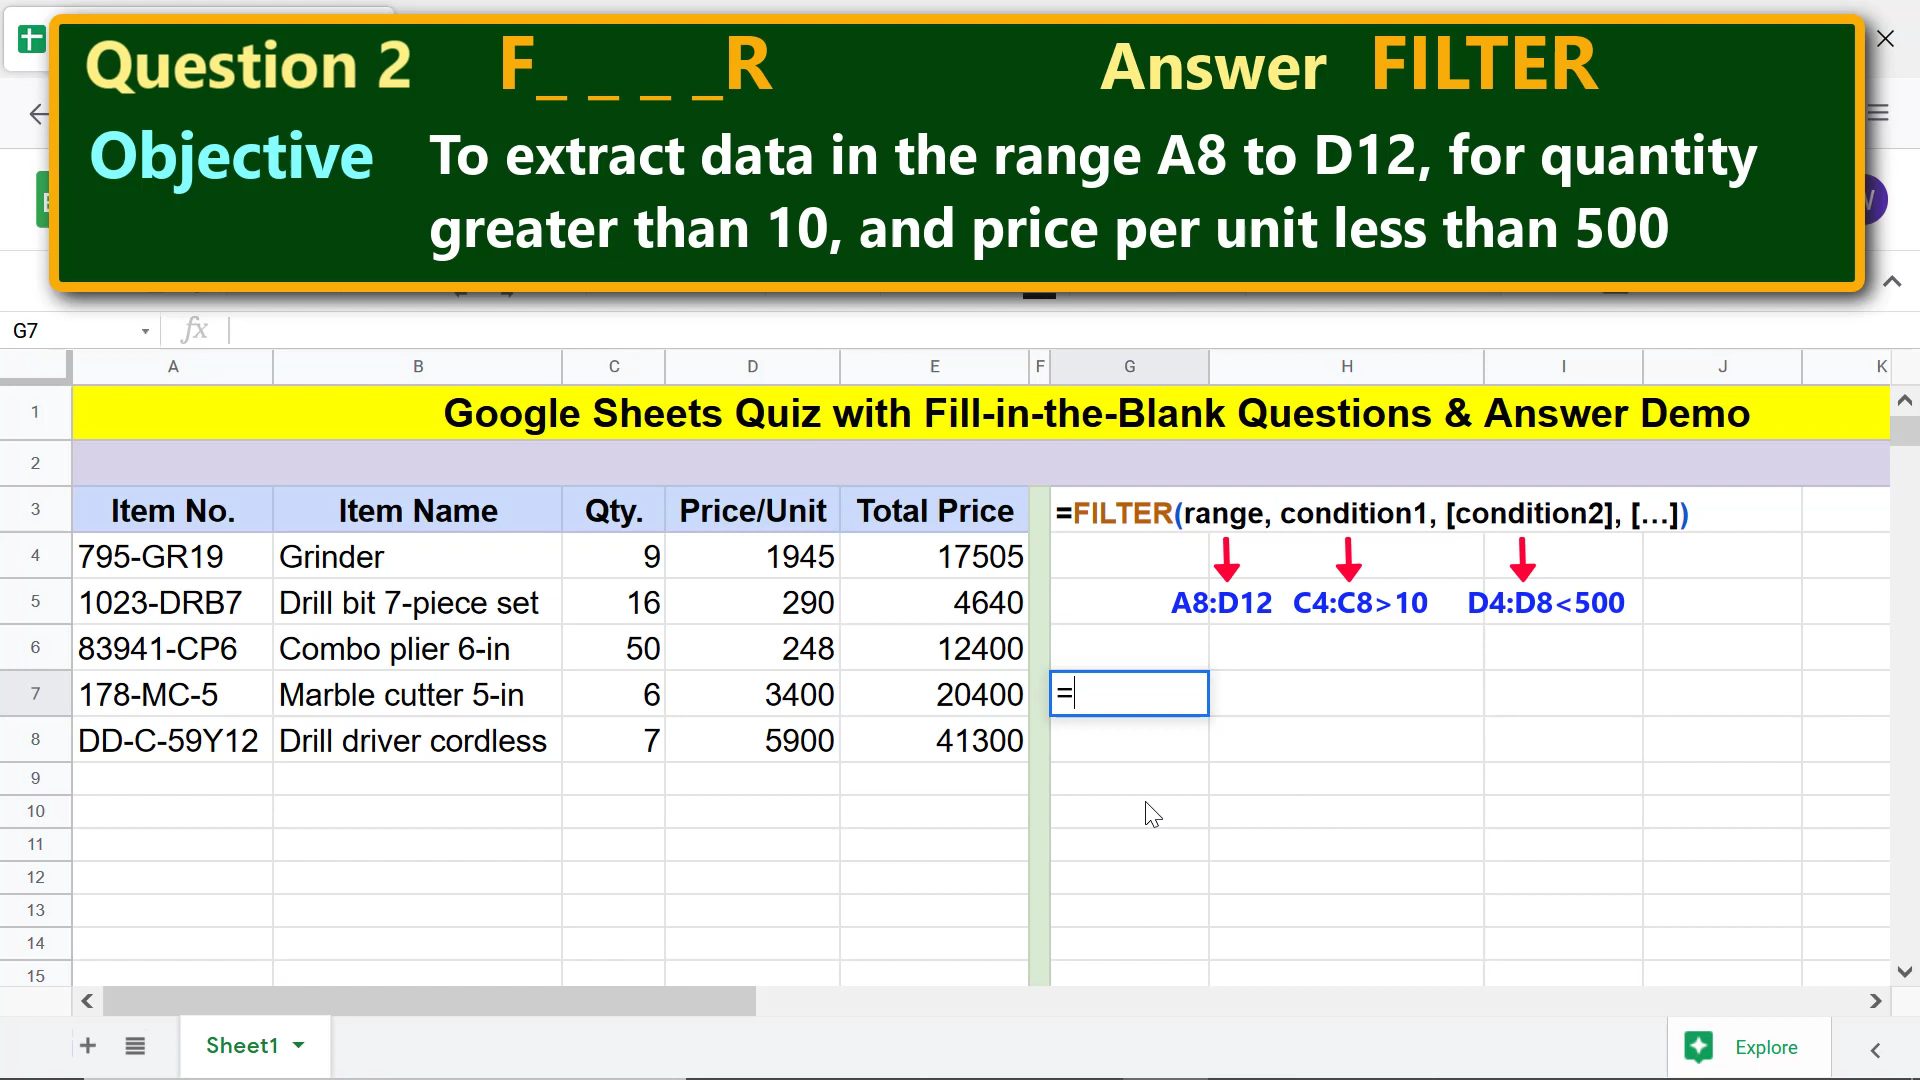 Question 2 F_ _ _ _R Answer FILTER
Objective To extract data in the range A8 to D12, for quantity
greater than 10, and price per unit less than 500
G7 fx
A B C D E F G H I J K
1 Google Sheets Quiz with Fill-in-the-Blank Questions & Answer Demo
2
3 Item No. Item Name Qty. Price/Unit Total Price =FILTER(range, condition1, [condition2], [...])
4 795-GR19 Grinder 9 1945 17505
5 1023-DRB7 Drill bit 7-piece set 16 290 4640 A8:D12 C4:C8>10 D4:D8<500
6 83941-CP6 Combo plier 6-in 50 248 12400
7 178-MC-5 Marble cutter 5-in 6 3400 20400 =
8 DD-C-59Y12 Drill driver cordless 7 5900 41300
9
10
11
12
13
14
15
Sheet1 Explore